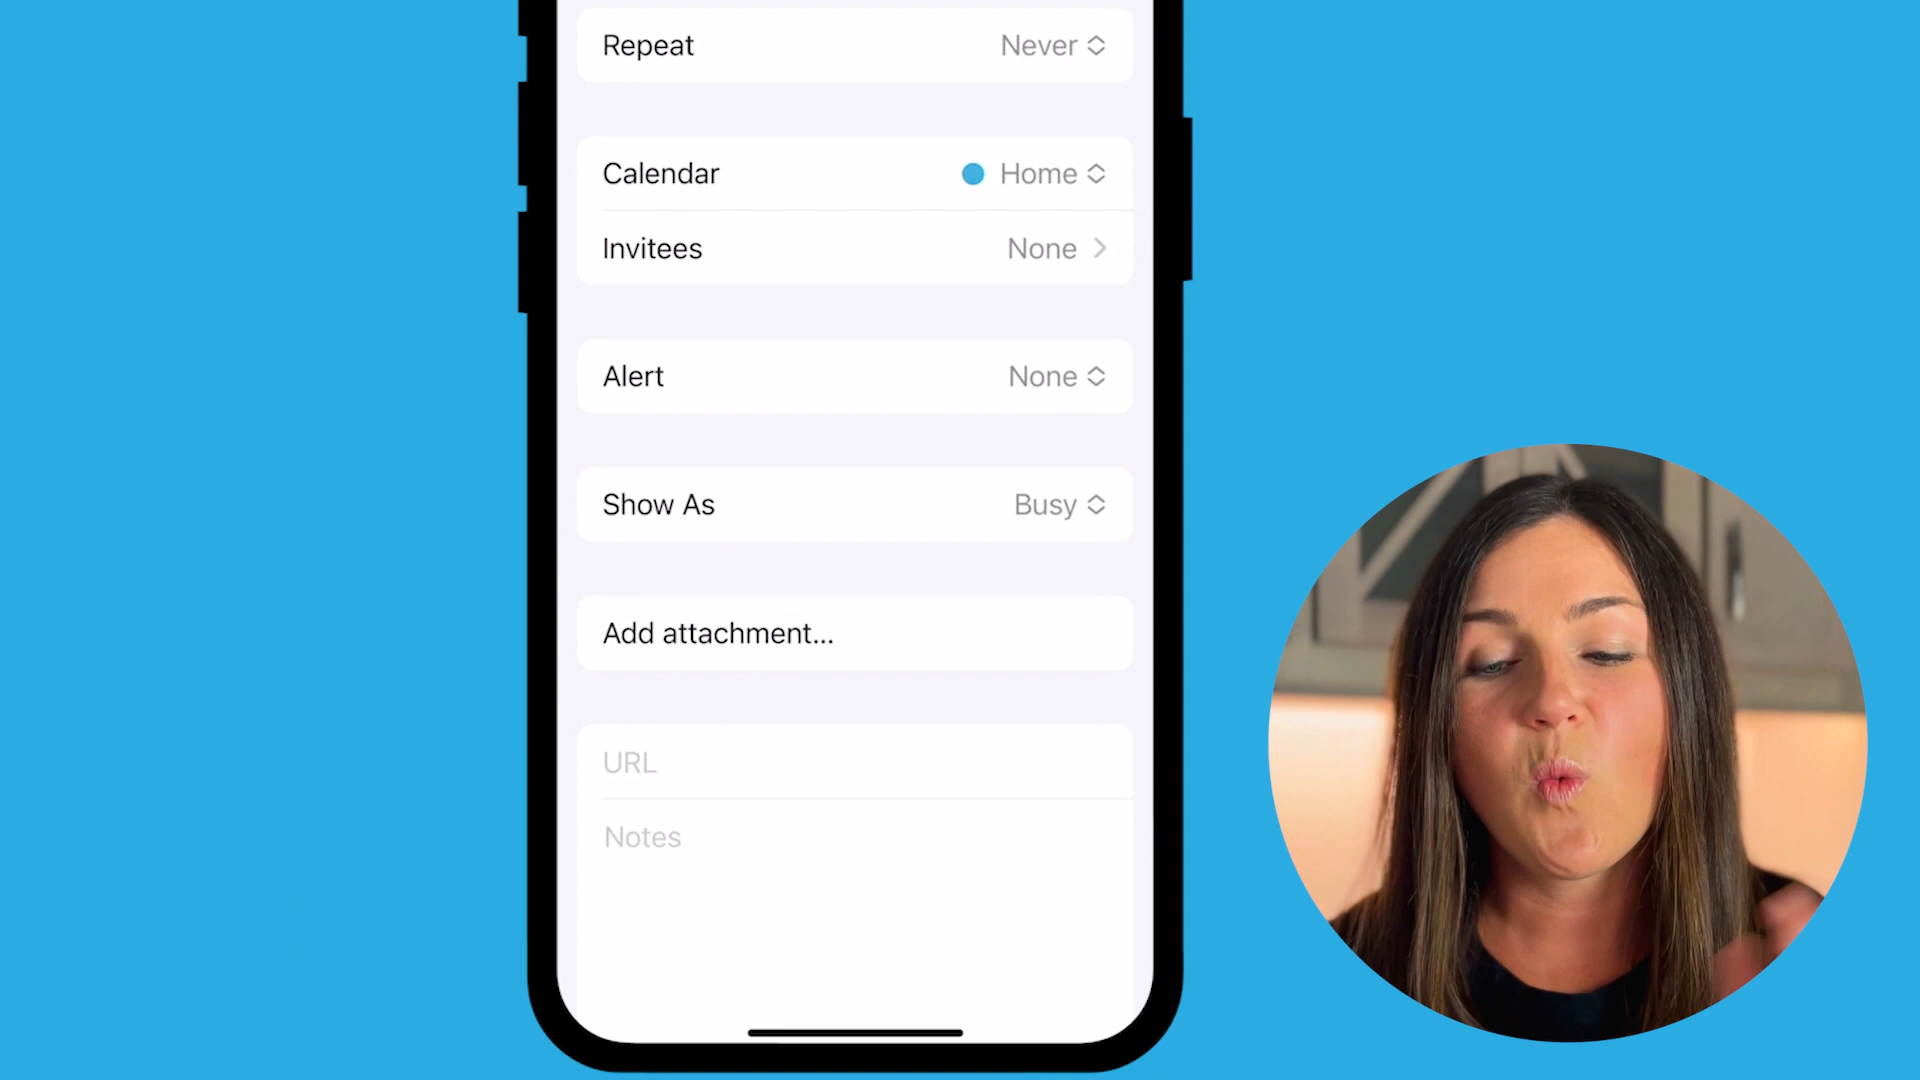 Repeat Never
Calendar Home
Invitees None
Alert None
Show As Busy
Add attachment...
URL
Notes